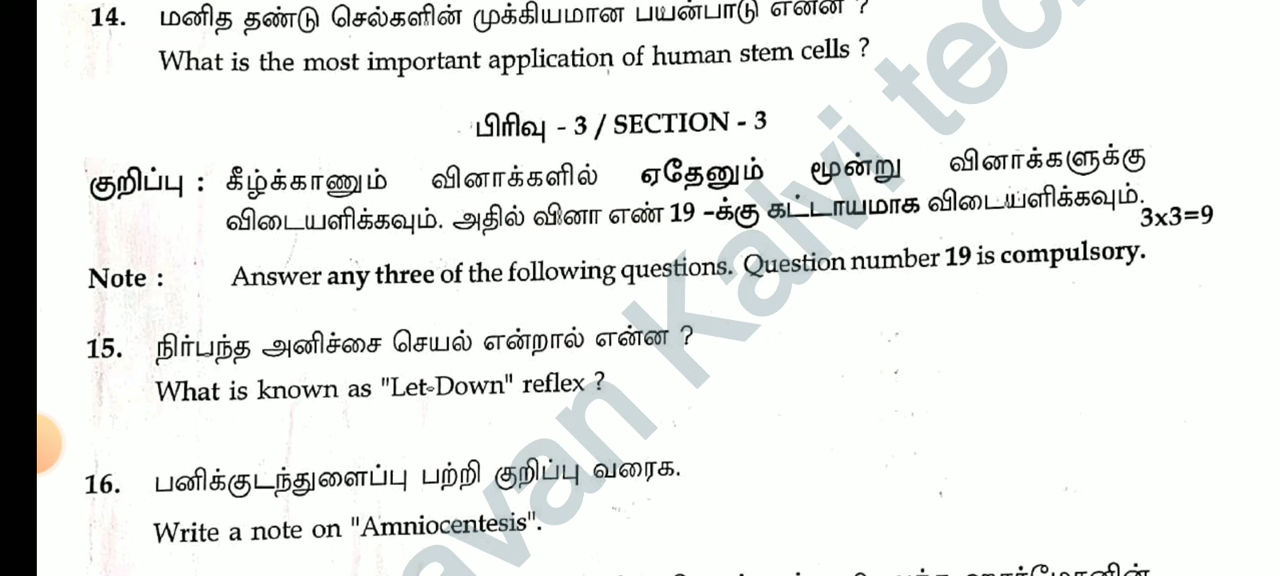 14. மனித தண்டு செல்களின் முக்கியமான பயன்பாடு என்ன ?
What is the most important application of human stem cells ?
பிரிவு - 3 / SECTION - 3
குறிப்பு : கீழ்க்காணும் வினாக்களில் ஏதேனும் மூன்று வினாக்களுக்கு
விடையளிக்கவும். அதில் வினா எண் 19 -க்கு கட்டாயமாக விடையளிக்கவும்.
3x3=9
Note : Answer any three of the following questions. Question number 19 is compulsory.
15. நிர்பந்த அனிச்சை செயல் என்றால் என்ன ?
What is known as "Let-Down" reflex ?
16. பனிக்குடந்துளைப்பு பற்றி குறிப்பு வரைக.
Write a note on "Amniocentesis".
avan Kalvi tec